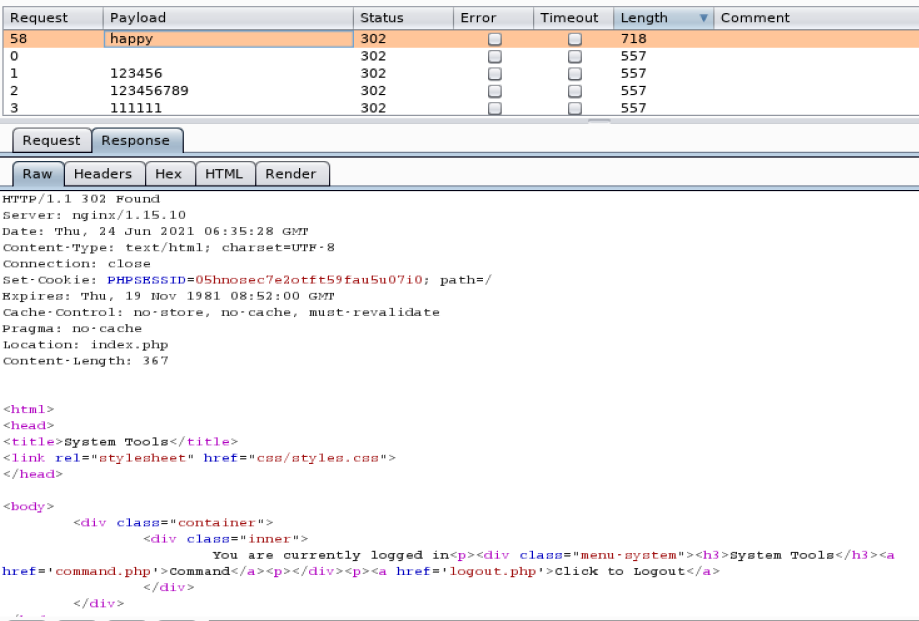 Request Payload Status Error Timeout Length Comment
58 happy 302 718
0 302 557
1 123456 302 557
2 123456789 302 557
3 111111 302 557
Request Response
Raw Headers Hex HTML Render
HTTP/1.1 302 Found
Server: nginx/1.15.10
Date: Thu, 24 Jun 2021 06:35:28 GMT
Content-Type: text/html; charset=UTF-8
Connection: close
Set-Cookie: PHPSESSID=05hnosec7e2otft59fau5u07i0; path=/
Expires: Thu, 19 Nov 1981 08:52:00 GMT
Cache-Control: no-store, no-cache, must-revalidate
Pragma: no-cache
Location: index.php
Content-Length: 367
<html>
<head>
<title>System Tools</title>
<link rel="stylesheet" href="css/styles.css">
</head>
<body>
<div class="container">
<div class="inner">
You are currently logged in<p><div class="menu-system"><h3>System Tools</h3><a
href='command.php'>Command</a><p></div><p><a href='logout.php'>Click to Logout</a>
</div>
</div>